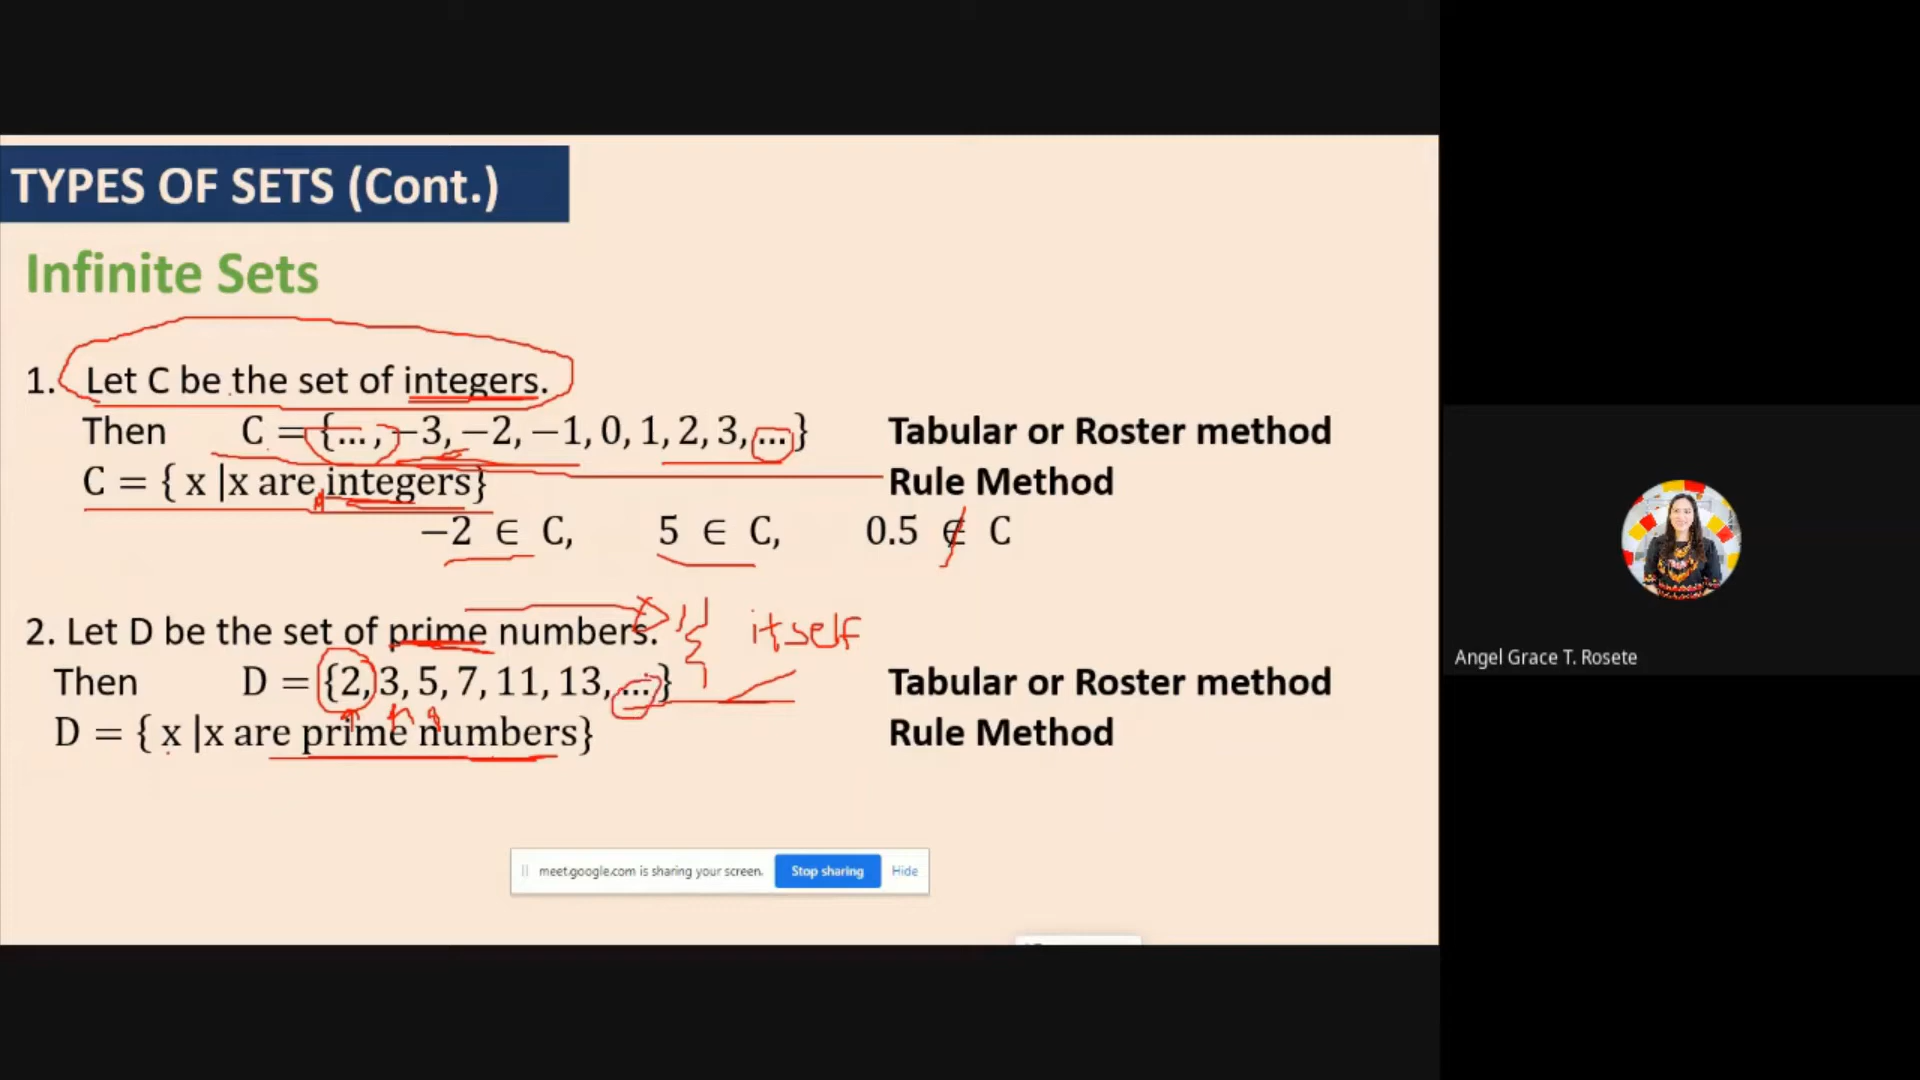 TYPES OF SETS (Cont.)
Infinite Sets
1. Let C be the set of integers.
Then C = {…, −3, −2, −1, 0, 1, 2, 3, …} Tabular or Roster method
C = { x |x are integers} Rule Method
−2 ∈ C, 5 ∈ C, 0.5 ∉ C
2. Let D be the set of prime numbers. itself
Then D = {2, 3, 5, 7, 11, 13, …} Tabular or Roster method
D = { x |x are prime numbers} Rule Method
meet.google.com is sharing your screen. Stop sharing Hide
Angel Grace T. Rosete